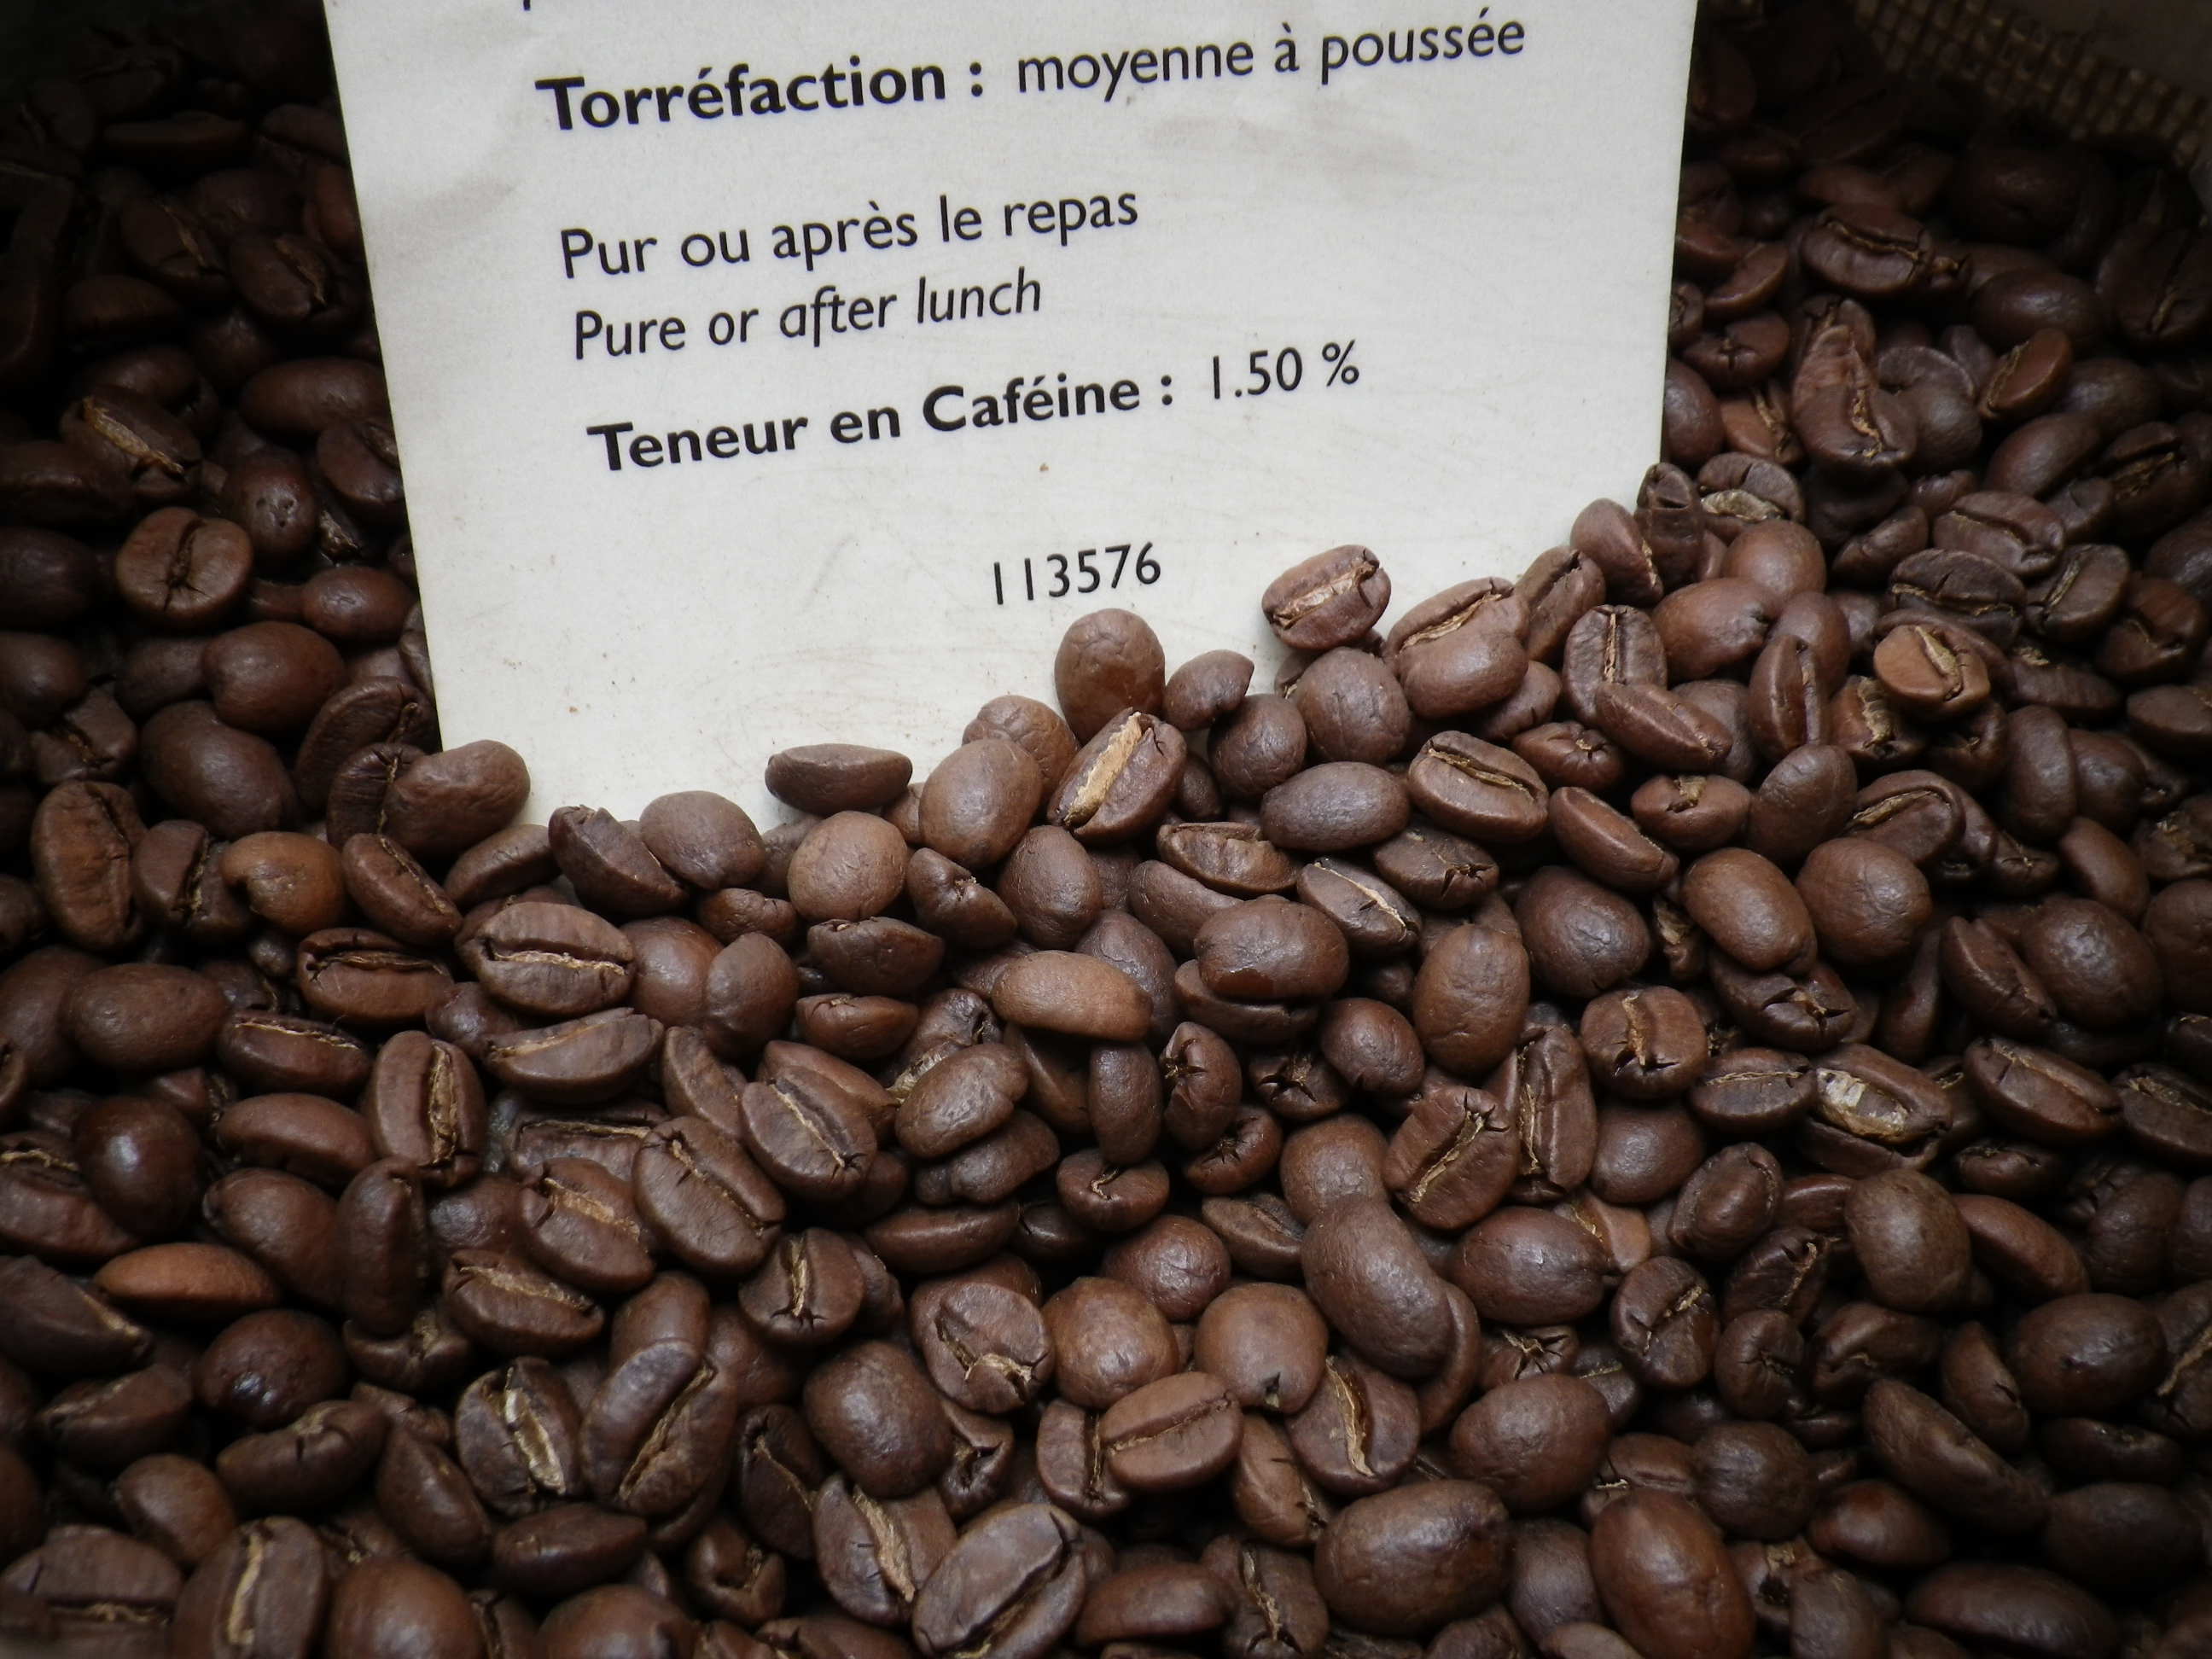 Torréfaction : moyenne à poussée
Pur ou après le repas
Pure or after lunch
Teneur en Caféine : 1.50 %
113576